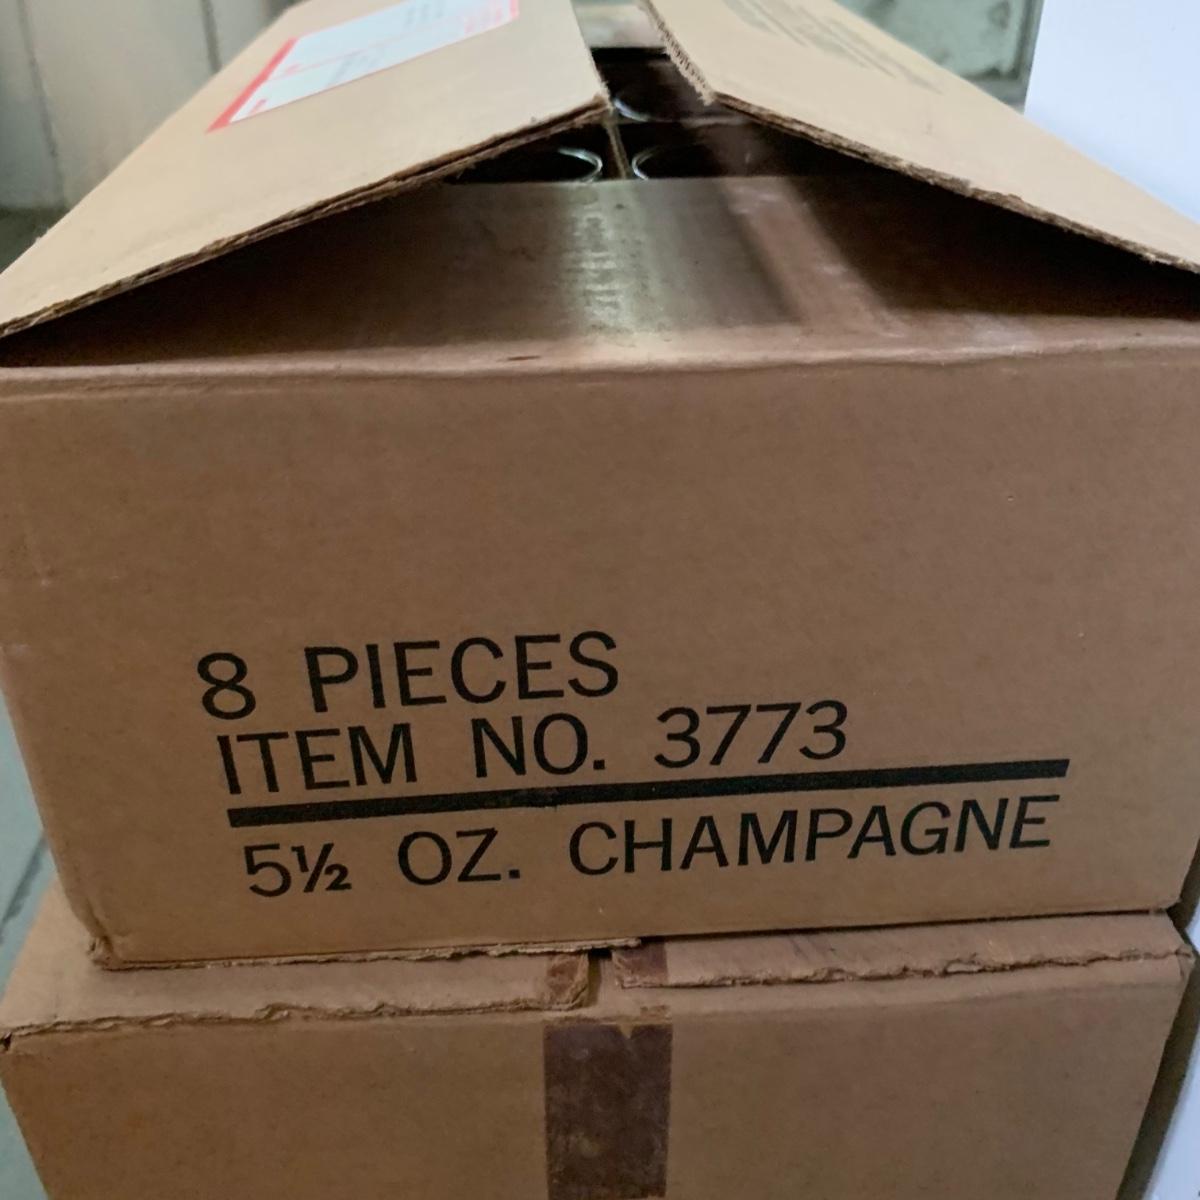 8 PIECES
ITEM NO. 3773
5½ OZ. CHAMPAGNE